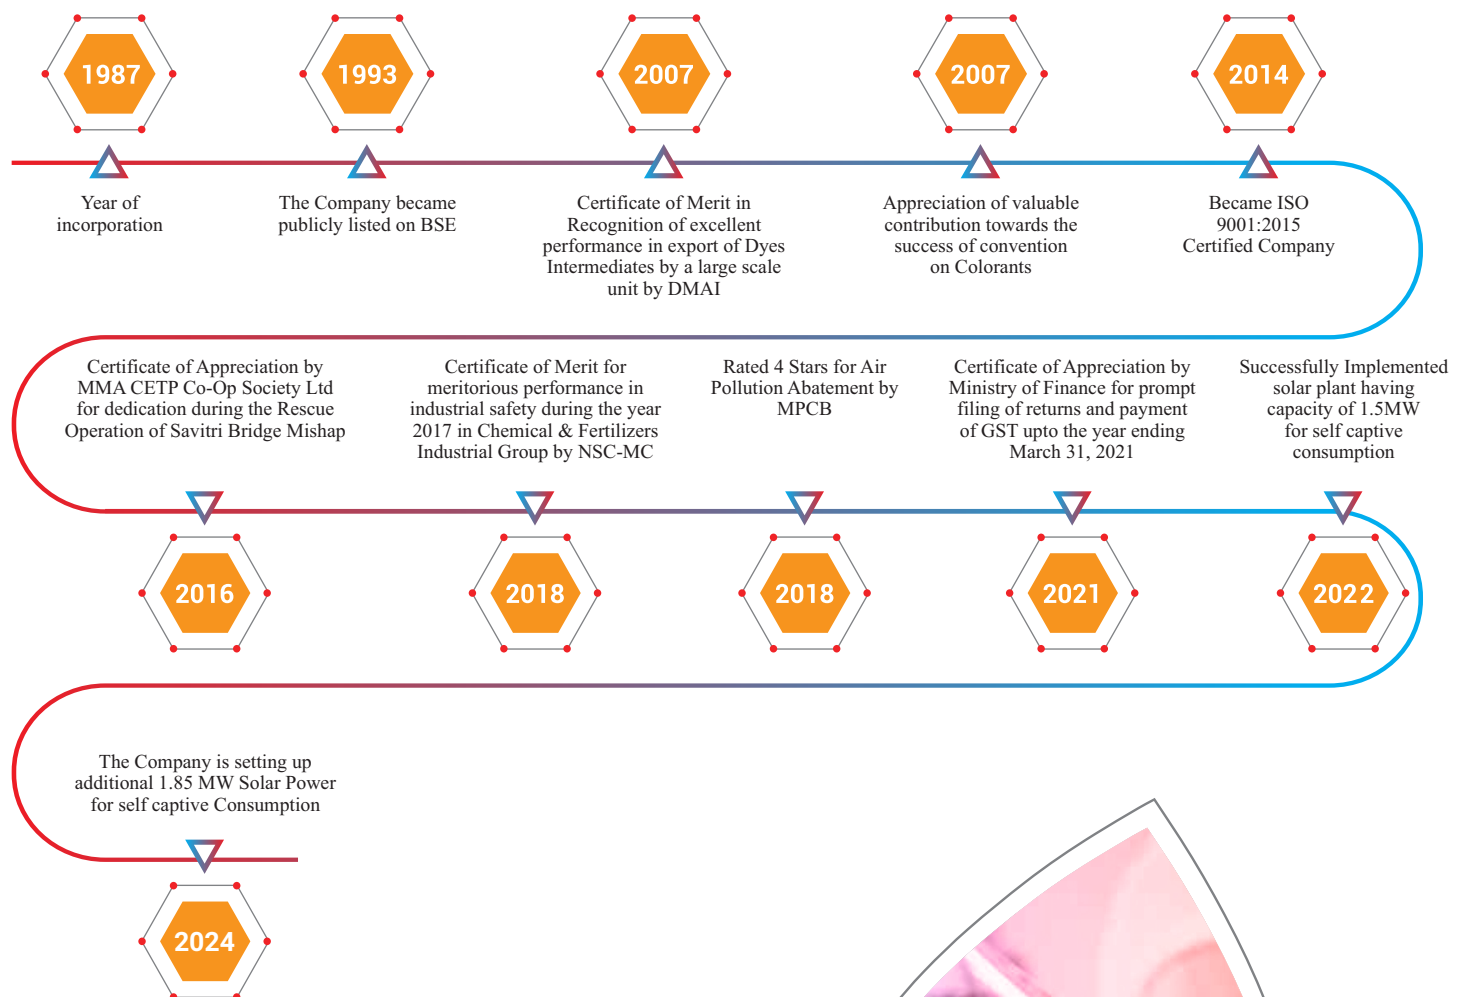 1987
Year of
incorporation
1993
The Company became
publicly listed on BSE
2007
Certificate of Merit in
Recognition of excellent
performance in export of Dyes
Intermediates by a large scale
unit by DMAI
2007
Appreciation of valuable
contribution towards the
success of convention
on Colorants
2014
Became ISO
9001:2015
Certified Company
Certificate of Appreciation by
MMA CETP Co-Op Society Ltd
for dedication during the Rescue
Operation of Savitri Bridge Mishap
2016
Certificate of Merit for
meritorious performance in
industrial safety during the year
2017 in Chemical & Fertilizers
Industrial Group by NSC-MC
2018
Rated 4 Stars for Air
Pollution Abatement by
MPCB
2018
Certificate of Appreciation by
Ministry of Finance for prompt
filing of returns and payment
of GST upto the year ending
March 31, 2021
2021
Successfully Implemented
solar plant having
capacity of 1.5MW
for self captive
consumption
2022
The Company is setting up
additional 1.85 MW Solar Power
for self captive Consumption
2024